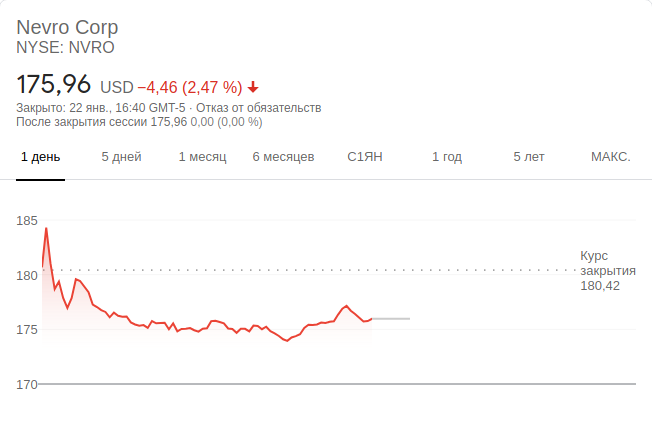 Nevro Corp
NYSE: NVRO
175,96 USD −4,46 (2,47 %) ↓
Закрыто: 22 янв., 16:40 GMT-5 · Отказ от обязательств
После закрытия сессии 175,96 0,00 (0,00 %)
1 день 5 дней 1 месяц 6 месяцев С1ЯН 1 год 5 лет МАКС.
185
180
175
170
Курс
закрытия
180,42